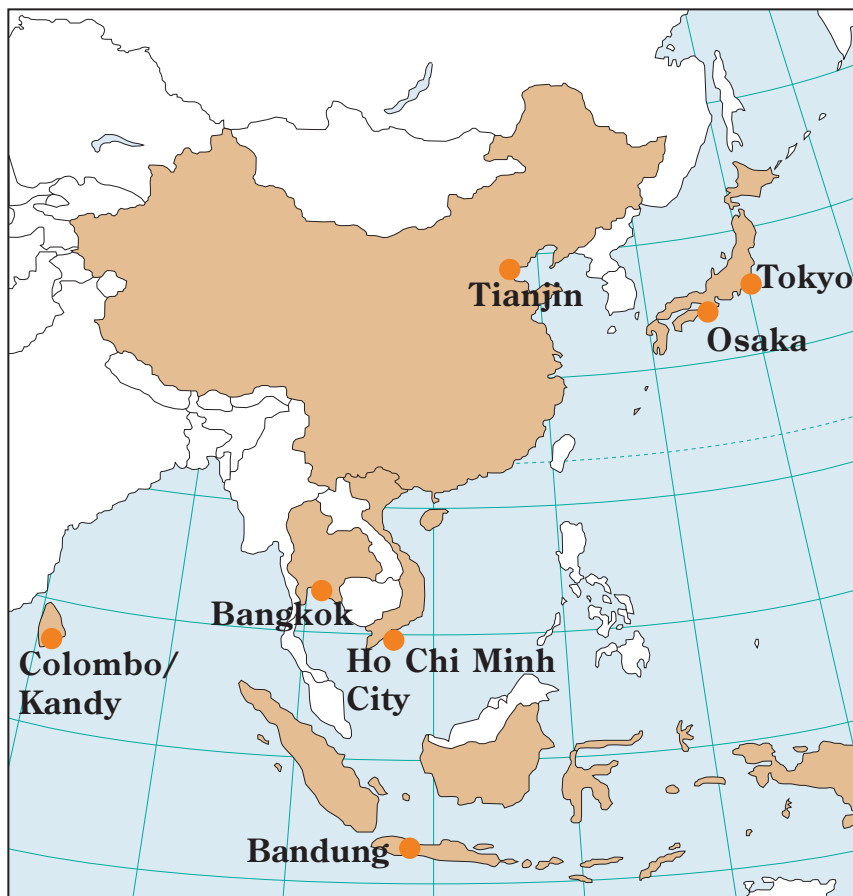 Tianjin
Tokyo
Osaka
Bangkok
Ho Chi Minh
City
Colombo/
Kandy
Bandung